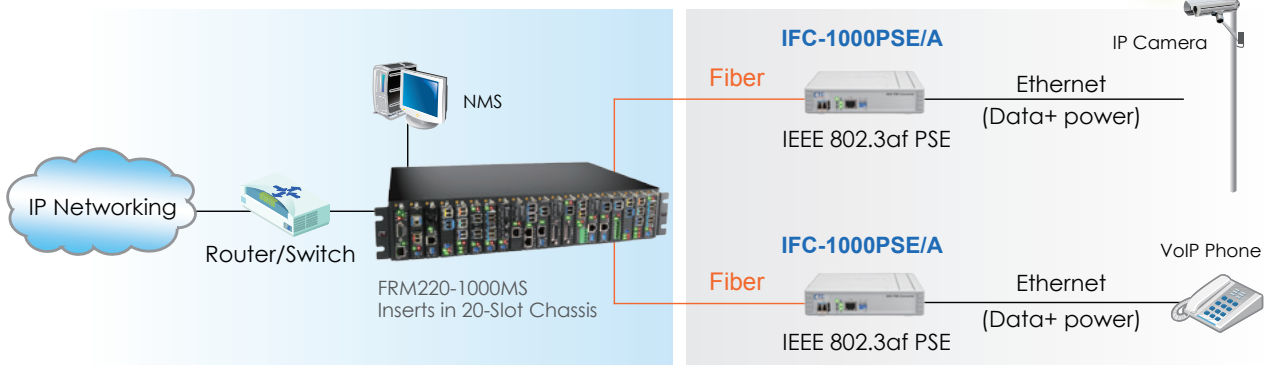 IP Networking
Router/Switch
NMS
FRM220-1000MS
Inserts in 20-Slot Chassis
IFC-1000PSE/A
Fiber
IEEE 802.3af PSE
Ethernet
(Data+ power)
IP Camera
IFC-1000PSE/A
Fiber
IEEE 802.3af PSE
Ethernet
(Data+ power)
VoIP Phone